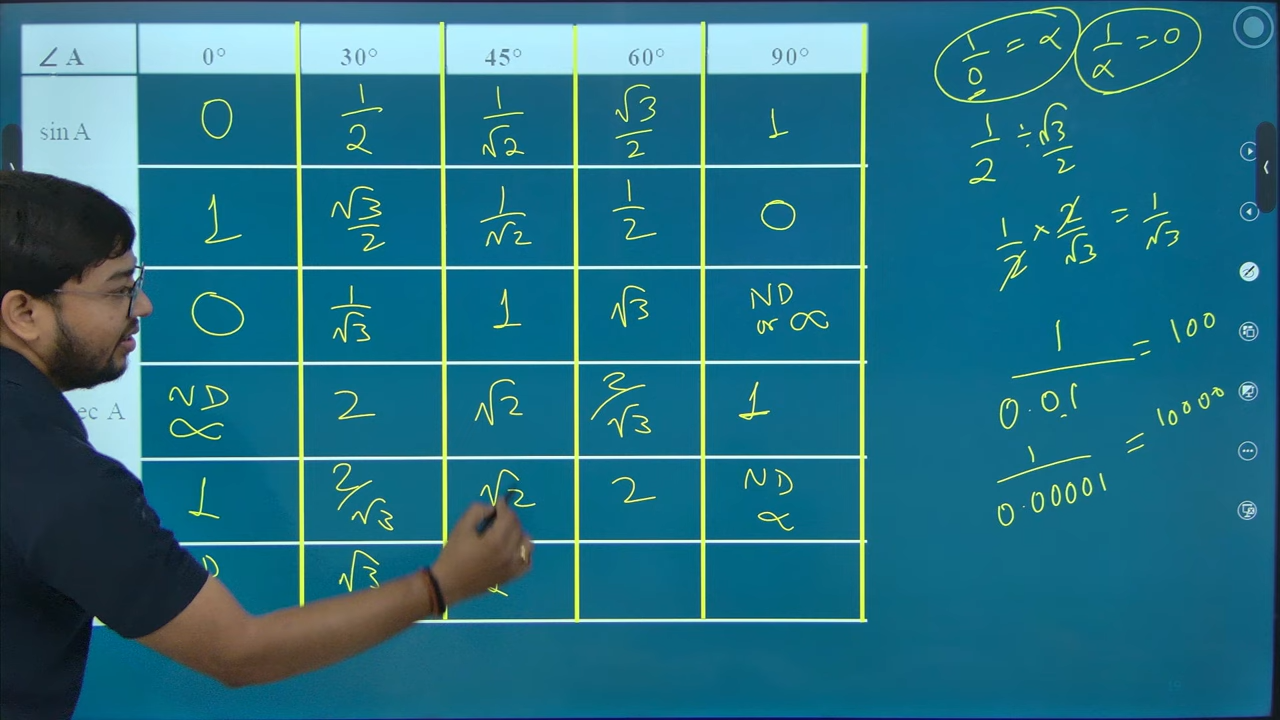 ∠A 0° 30° 45° 60° 90°
sin A 0 1/2 1/√2 √3/2 1
1 √3/2 1/√2 1/2 0
0 1/√3 1 √3 ND or ∝
ec A ND ∝ 2 √2 2/√3 1
1 2/√3 √2 2 ND ∝
√3
1/0 = ∝ 1/∝ = 0
1/2 ÷ √3/2
1/2 × 2/√3 = 1/√3
1/0.01 = 100
1/0.00001 = 10000